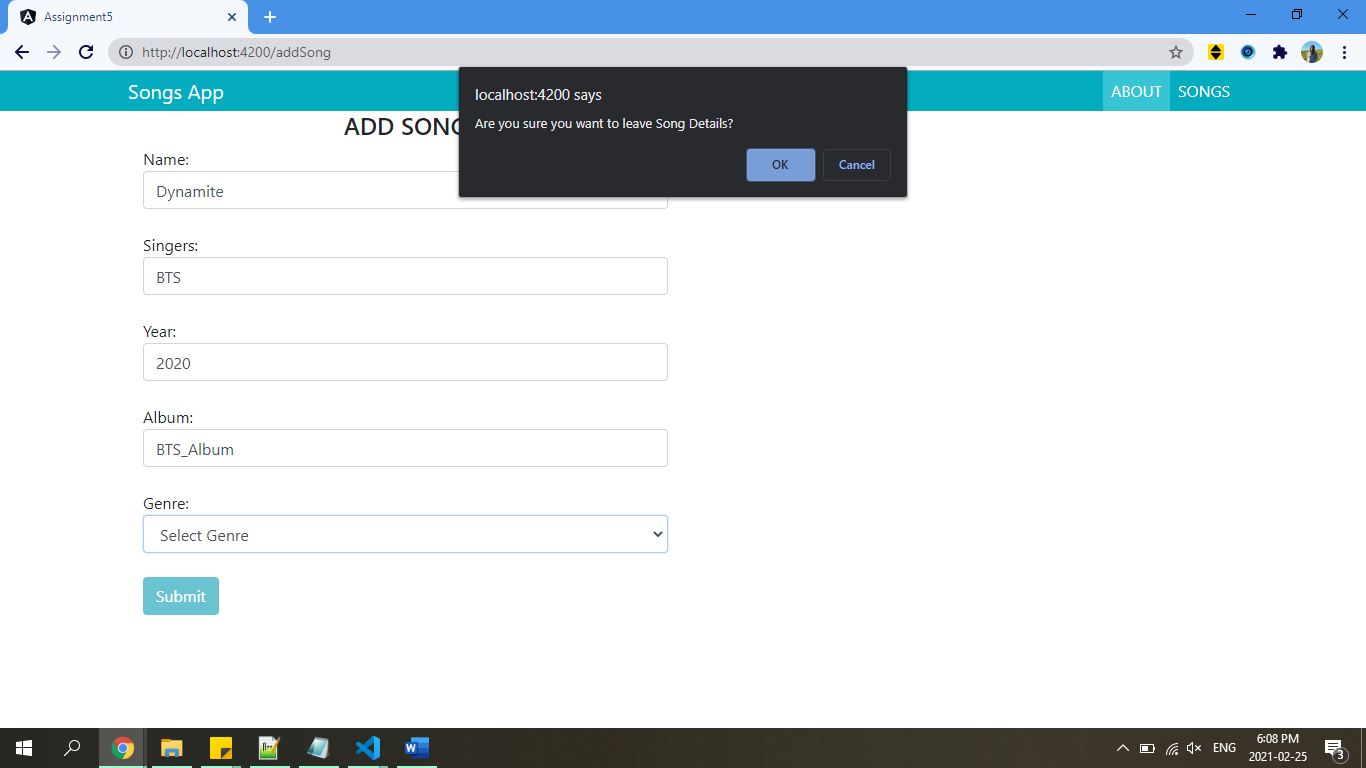 Assignment5
http://localhost:4200/addSong
Songs App
ABOUT
SONGS
localhost:4200 says
Are you sure you want to leave Song Details?
OK
Cancel
ADD SONG
Name:
Dynamite
Singers:
BTS
Year:
2020
Album:
BTS_Album
Genre:
Select Genre
Submit
ENG
6:08 PM
2021-02-25
3